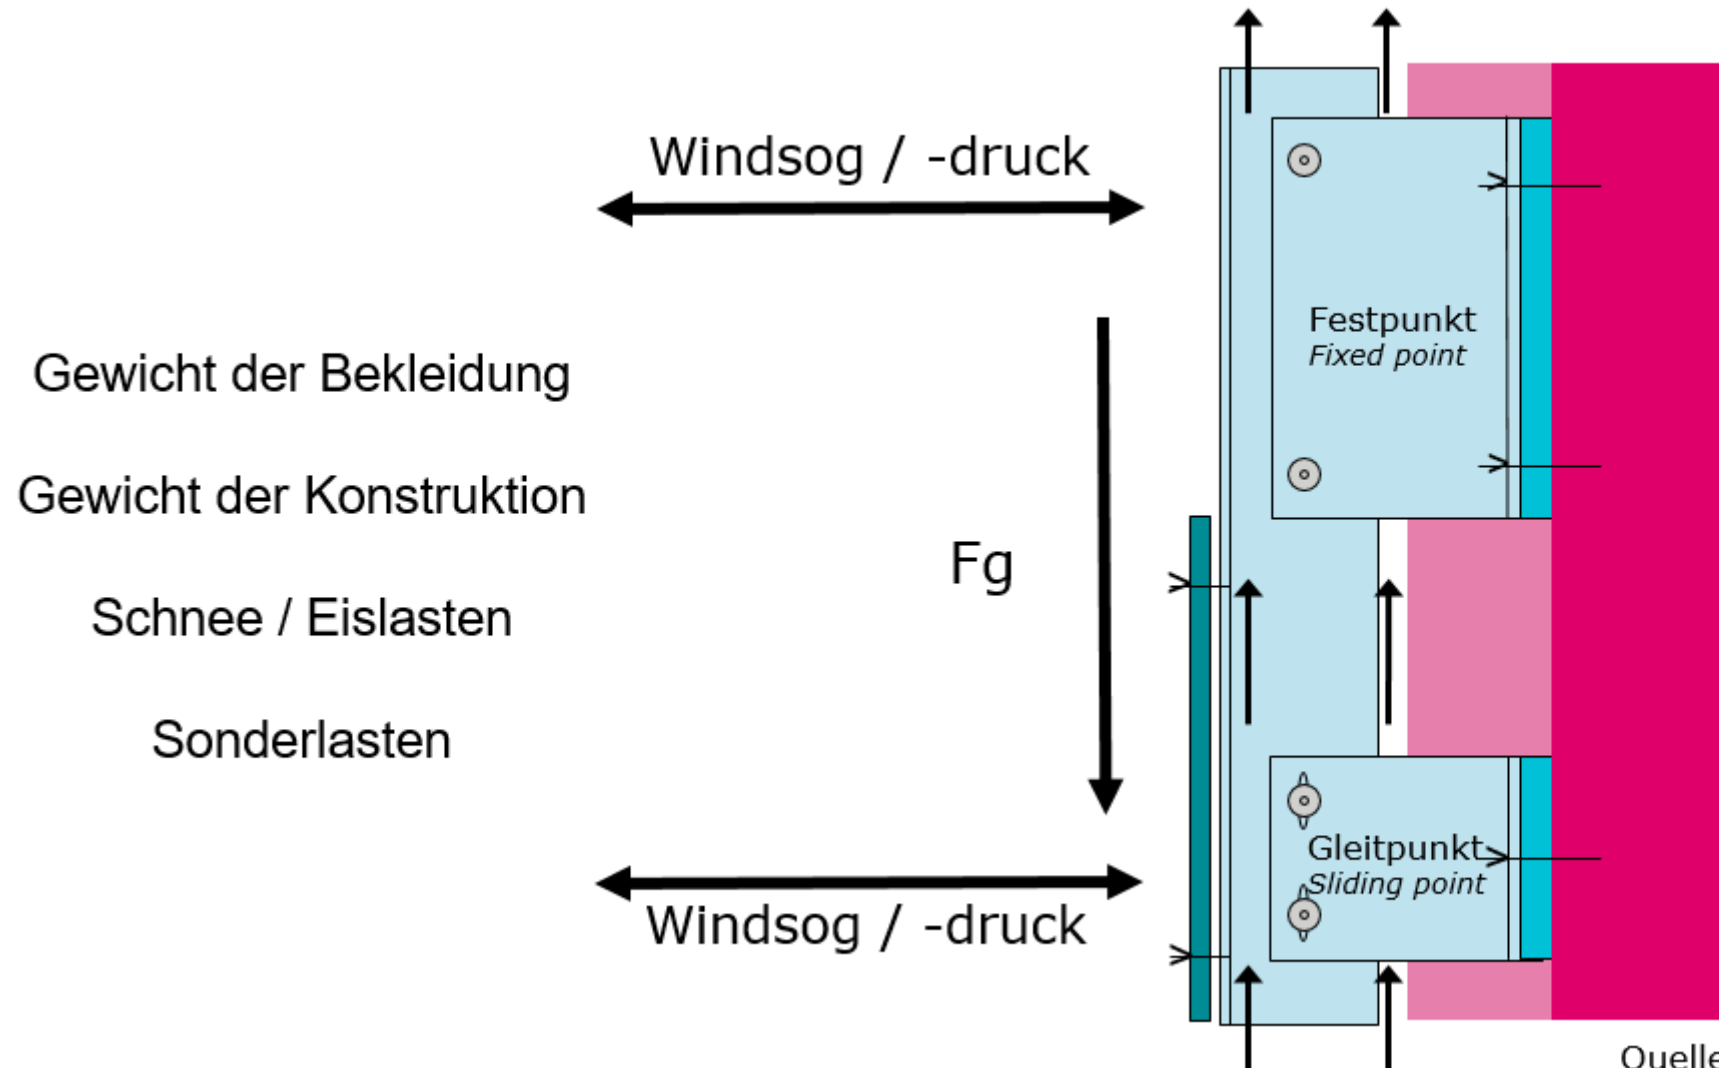 Windsog / -druck
Festpunkt
Fixed point
Gewicht der Bekleidung
Gewicht der Konstruktion
Fg
Schnee / Eislasten
Sonderlasten
Gleitpunkt
Sliding point
Windsog / -druck
Quelle